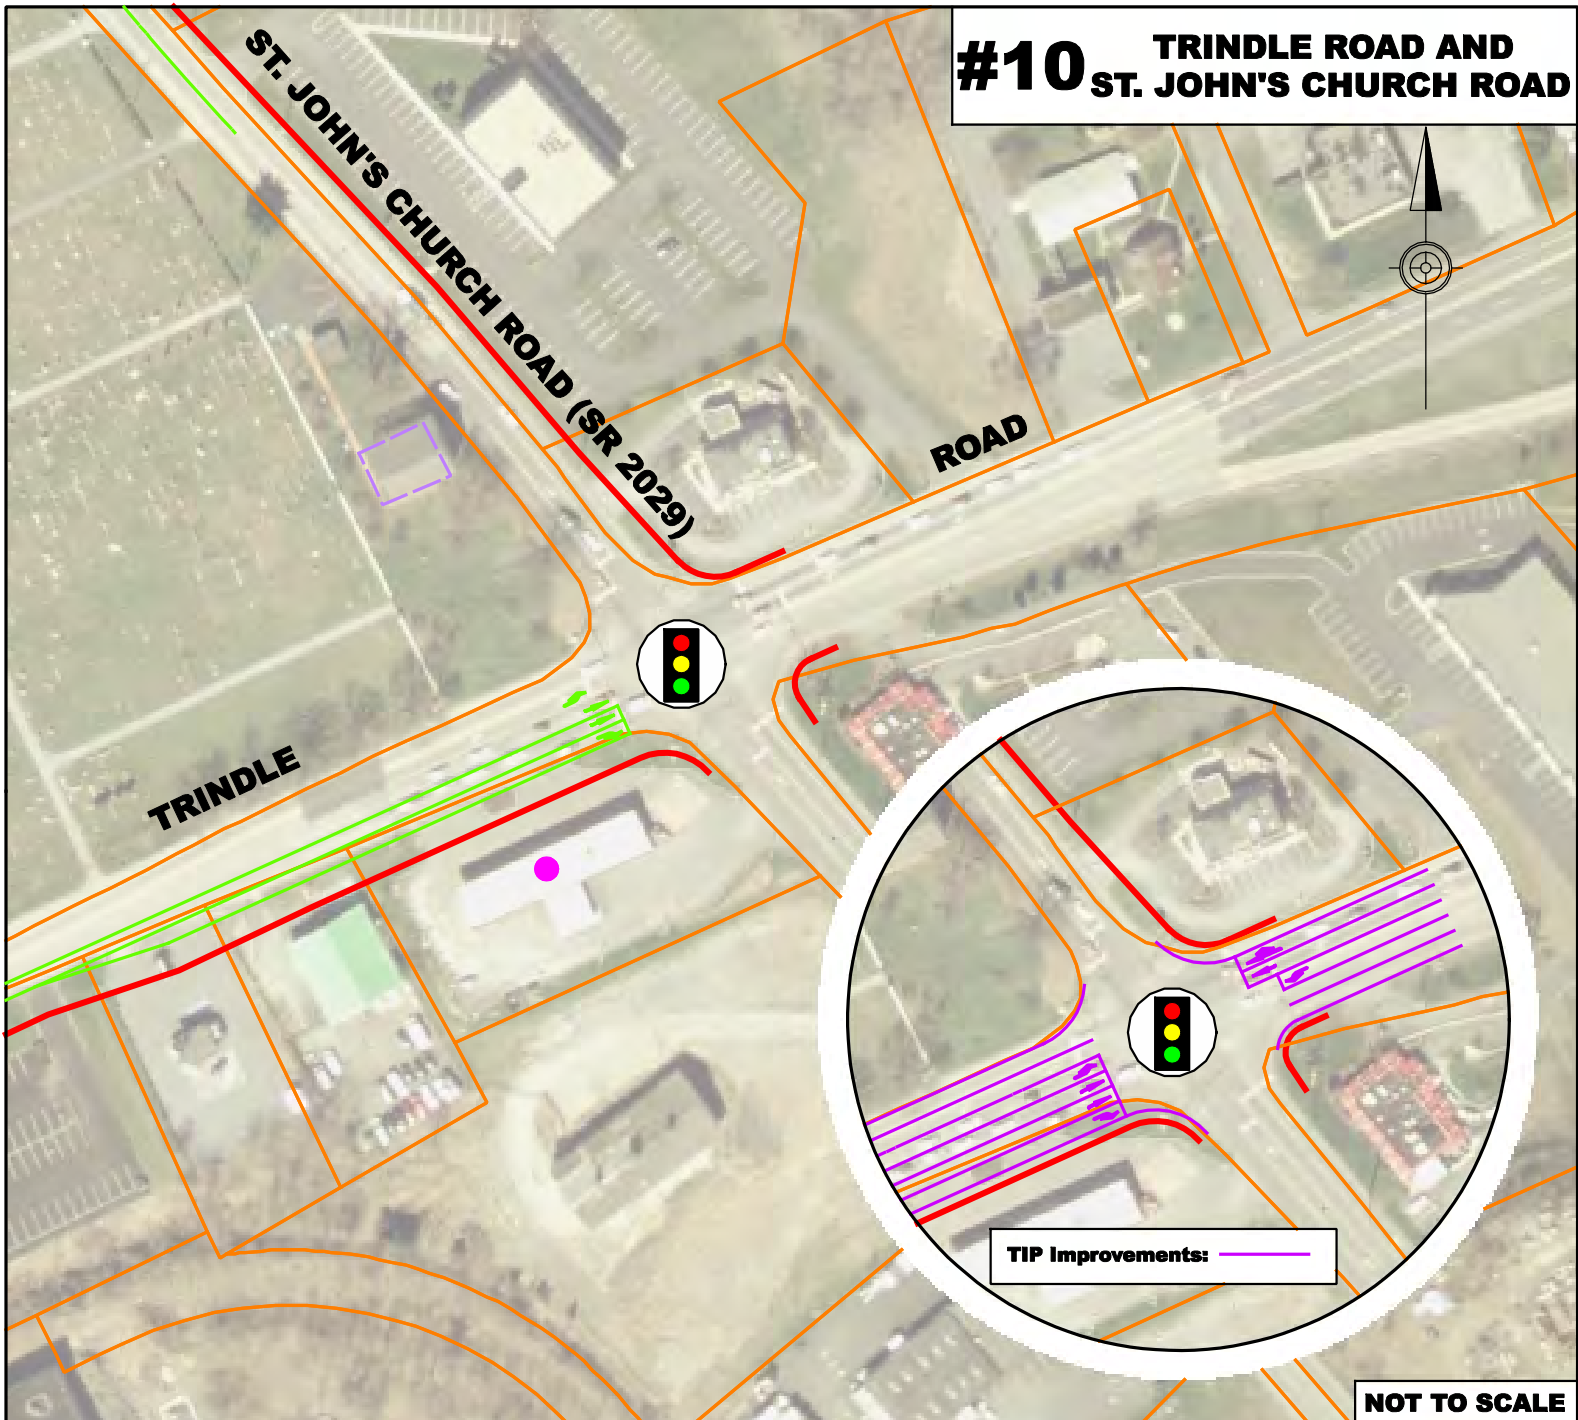 #10 TRINDLE ROAD AND
ST. JOHN'S CHURCH ROAD
ST. JOHN'S CHURCH ROAD (SR 2029)
ROAD
TRINDLE
TIP Improvements:
NOT TO SCALE